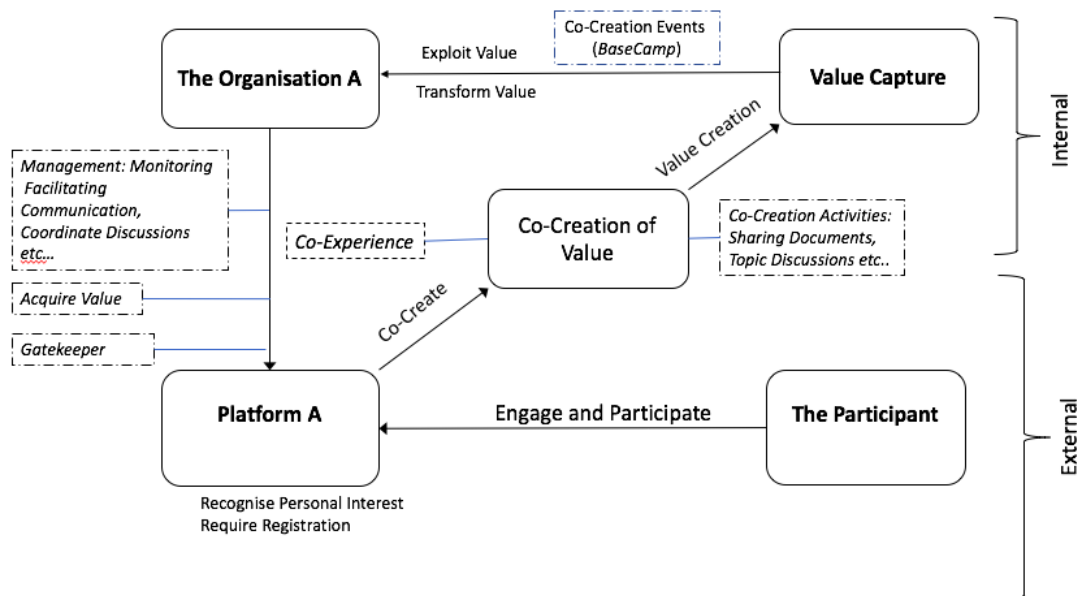 Co-Creation Events
(BaseCamp)
Exploit Value
The Organisation A
Value Capture
Transform Value
Internal
Value Creation
Management: Monitoring
Facilitating
Communication,
Coordinate Discussions
etc...
Co-Experience
Co-Creation of
Value
Co-Creation Activities:
Sharing Documents,
Topic Discussions etc..
Acquire Value
Co-Create
Gatekeeper
Platform A
Engage and Participate
The Participant
External
Recognise Personal Interest
Require Registration